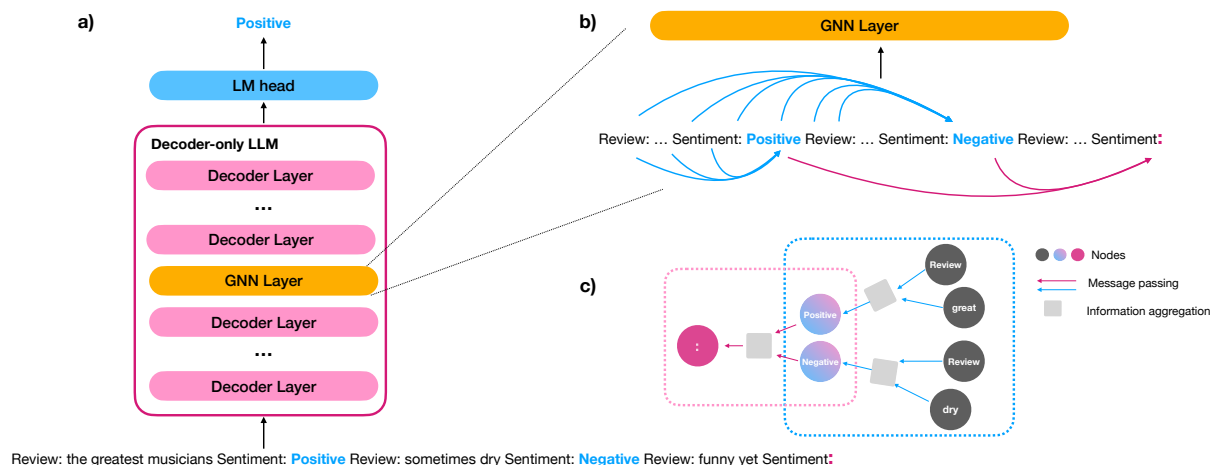 a)
Positive
LM head
Decoder-only LLM
Decoder Layer
...
Decoder Layer
GNN Layer
Decoder Layer
...
Decoder Layer
Review: the greatest musicians Sentiment: Positive Review: sometimes dry Sentiment: Negative Review: funny yet Sentiment:
b)
GNN Layer
Review: ... Sentiment: Positive Review: ... Sentiment: Negative Review: ... Sentiment:
c)
Review
great
Positive
:
Negative
Review
dry
Nodes
Message passing
Information aggregation